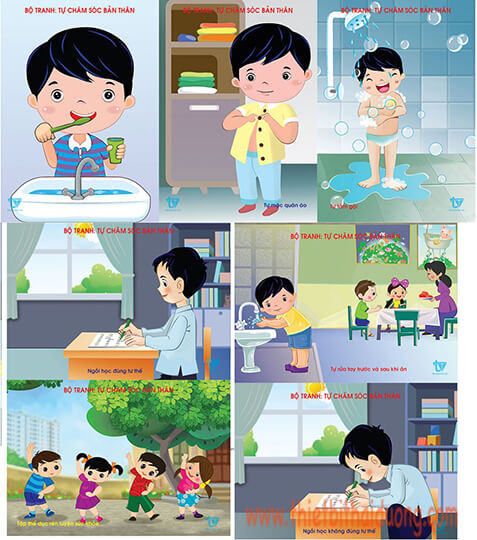 BỘ TRANH: TỰ CHĂM SÓC BẢN THÂN
BỘ TRANH: TỰ CHĂM SÓC BẢN THÂN
Tự mặc quần áo
BỘ TRANH: TỰ CHĂM SÓC BẢN THÂN
Tự tắm gội
BỘ TRANH: TỰ CHĂM SÓC BẢN THÂN
Ngồi học đúng tư thế
BỘ TRANH: TỰ CHĂM SÓC BẢN THÂN
Tự rửa tay trước và sau khi ăn
BỘ TRANH: TỰ CHĂM SÓC BẢN THÂN
Tập thể dục rèn luyện sức khỏe
BỘ TRANH: TỰ CHĂM SÓC BẢN THÂN
Ngồi học không đúng tư thế